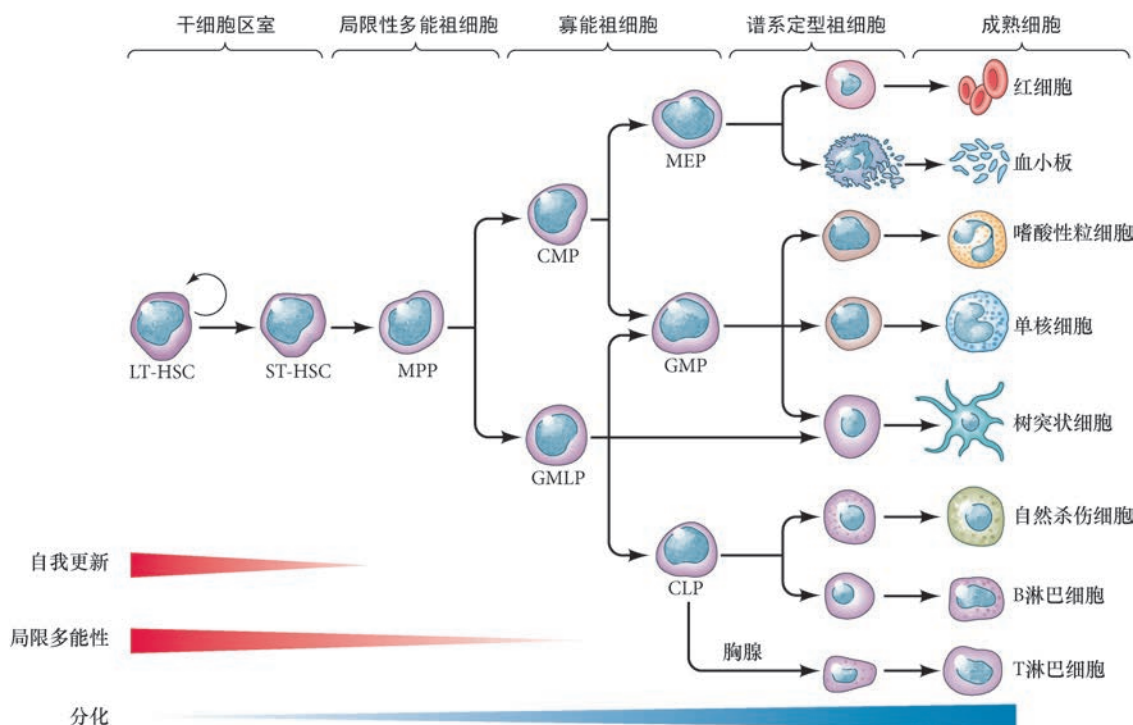 干细胞区室
局限性多能祖细胞
寡能祖细胞
谱系定型祖细胞
成熟细胞
红细胞
MEP
血小板
CMP
嗜酸性粒细胞
LT-HSC
ST-HSC
MPP
GMP
单核细胞
GMLP
树突状细胞
自然杀伤细胞
自我更新
CLP
B淋巴细胞
局限多能性
胸腺
T淋巴细胞
分化